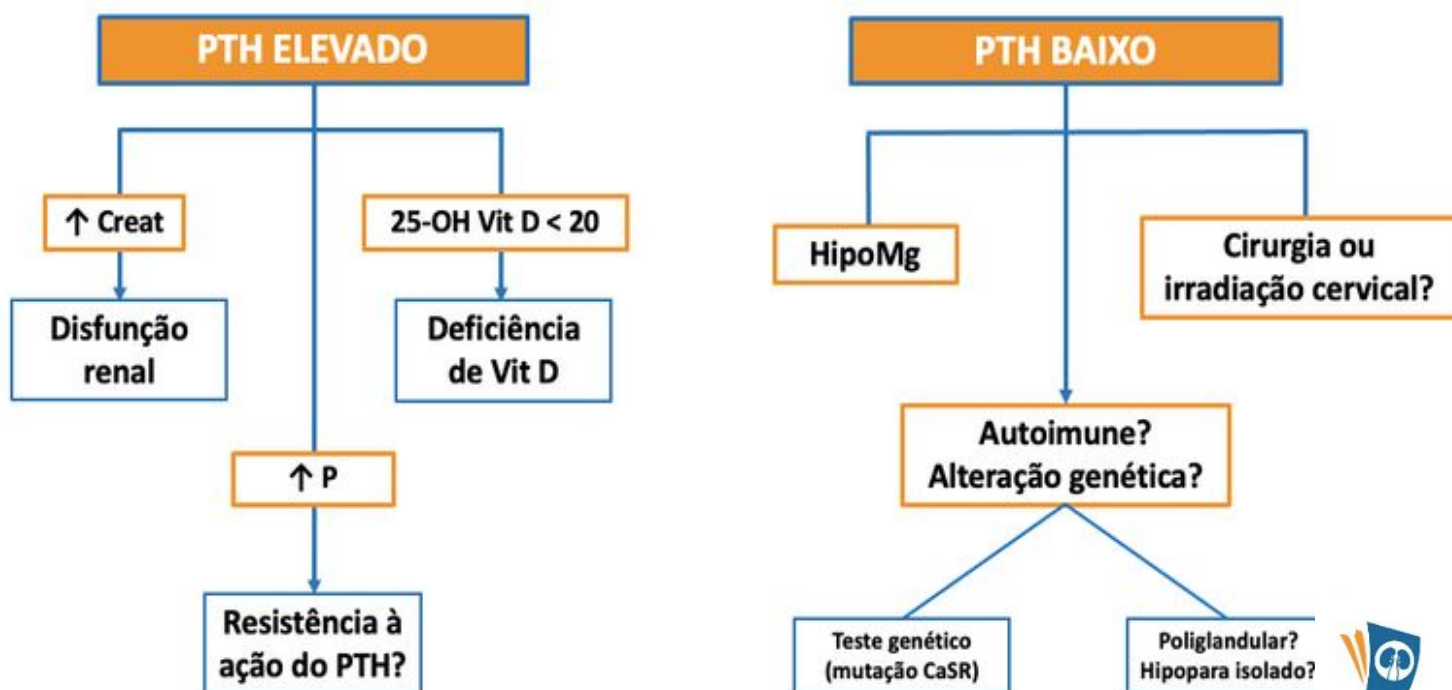 PTH ELEVADO
↑ Creat
25-OH Vit D < 20
Disfunção
renal
Deficiência
de Vit D
↑ P
Resistência à
ação do PTH?
PTH BAIXO
HipoMg
Cirurgia ou
irradiação cervical?
Autoimune?
Alteração genética?
Teste genético
(mutação CaSR)
Poliglandular?
Hipopara isolado?